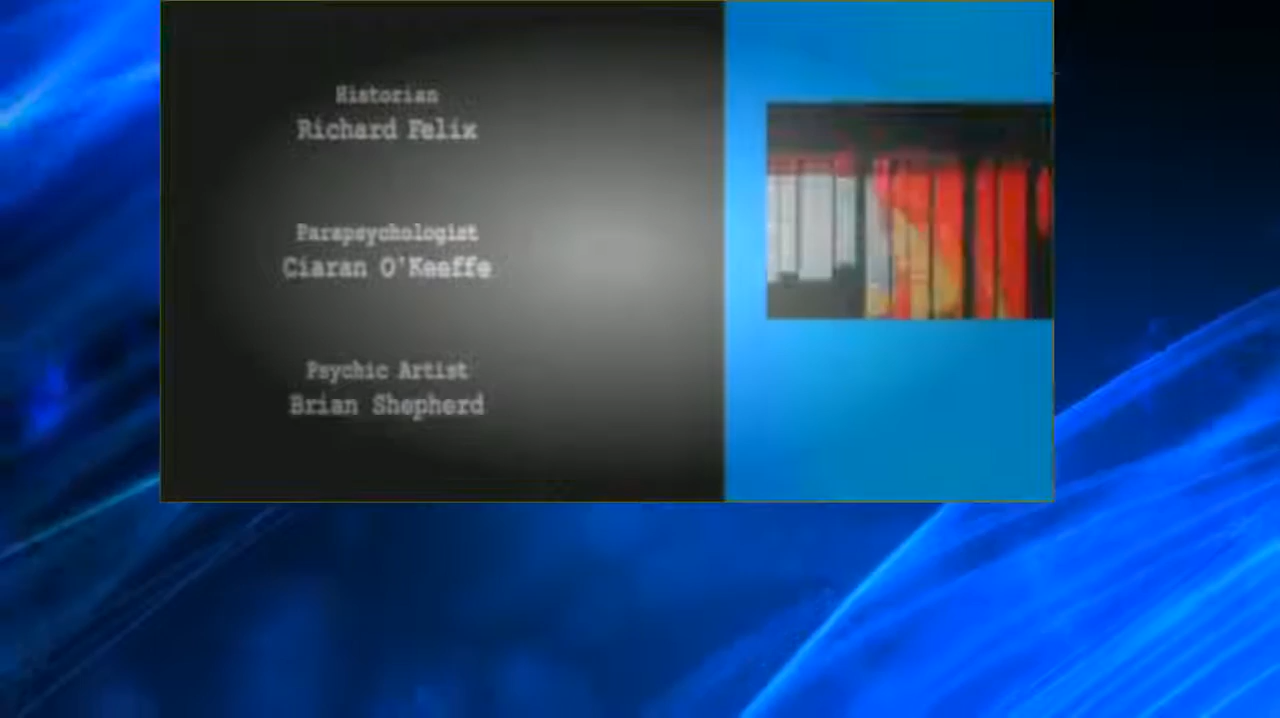 Historian
Richard Felix
Parapsychologist
Ciaran O'Keeffe
Psychic Artist
Brian Shepherd